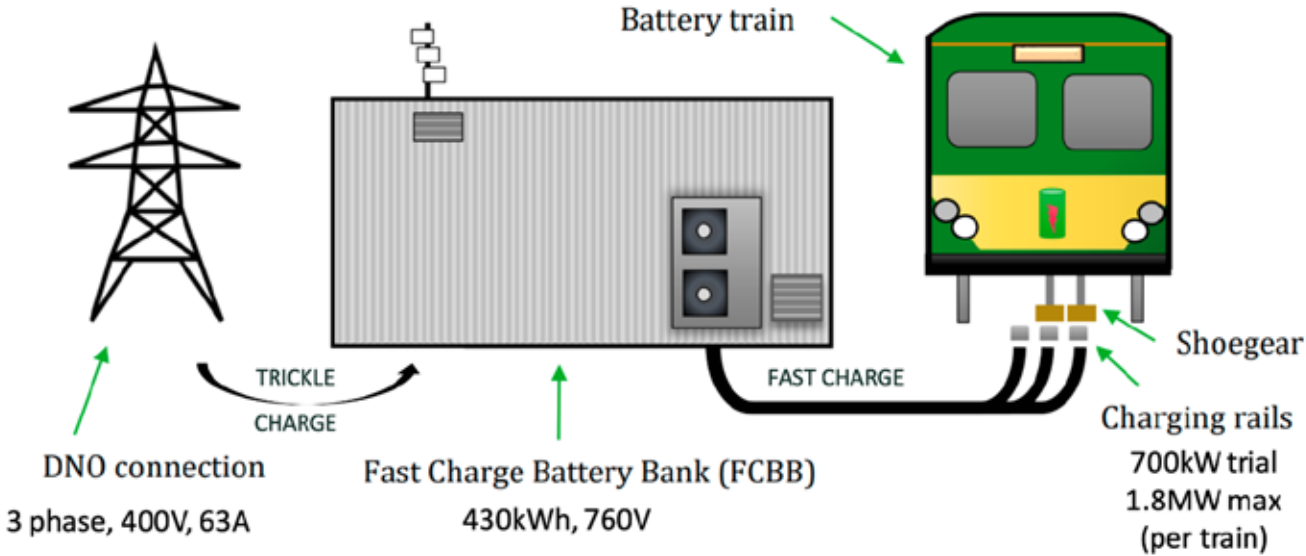 Battery train
TRICKLE
CHARGE
FAST CHARGE
Shoegear
DNO connection
3 phase, 400V, 63A
Fast Charge Battery Bank (FCBB)
430kWh, 760V
Charging rails
700kW trial
1.8MW max
(per train)